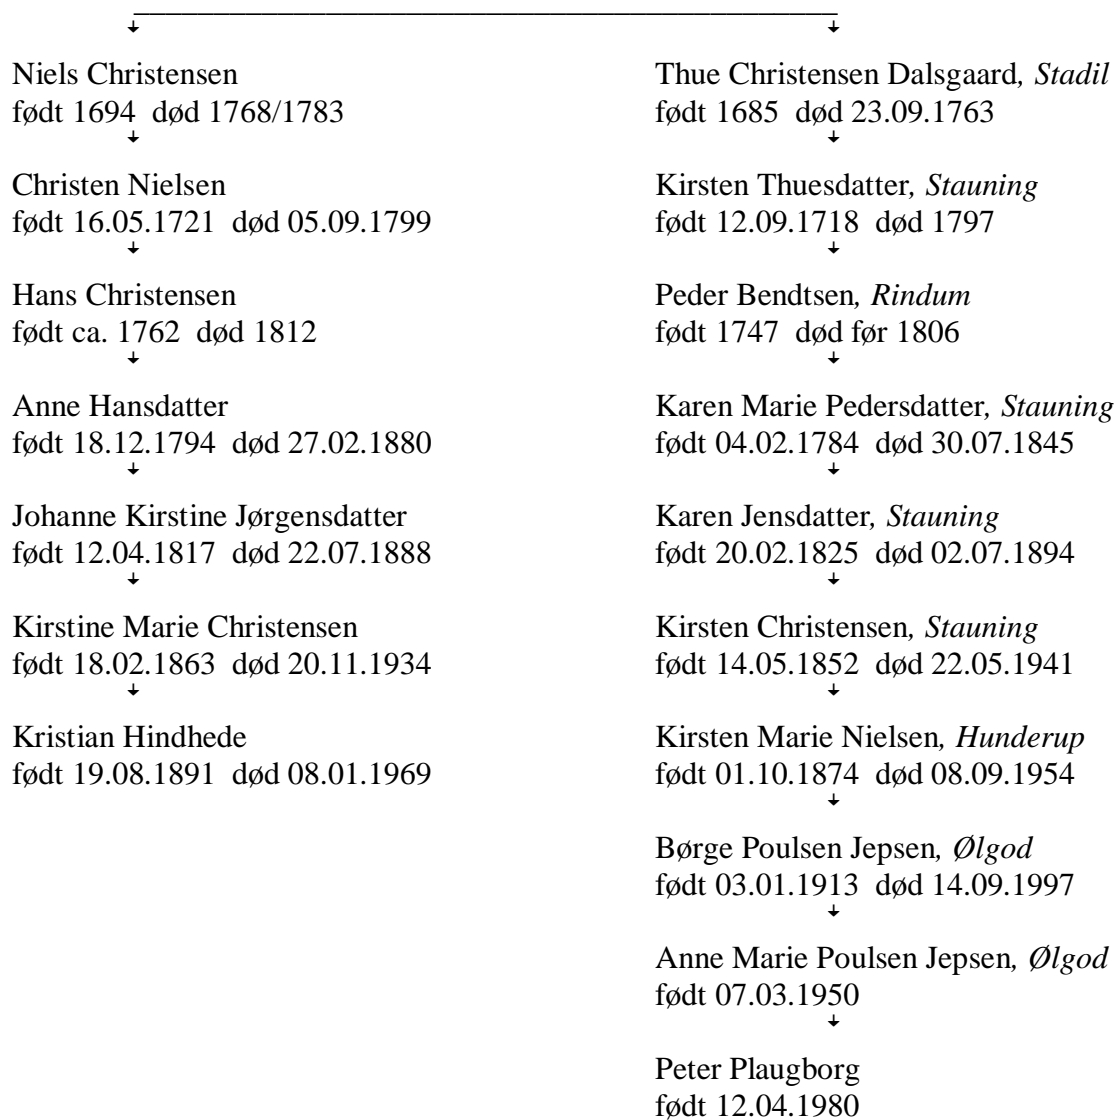 Niels Christensen
født 1694 død 1768/1783
Christen Nielsen
født 16.05.1721 død 05.09.1799
Hans Christensen
født ca. 1762 død 1812
Anne Hansdatter
født 18.12.1794 død 27.02.1880
Johanne Kirstine Jørgensdatter
født 12.04.1817 død 22.07.1888
Kirstine Marie Christensen
født 18.02.1863 død 20.11.1934
Kristian Hindhede
født 19.08.1891 død 08.01.1969
Thue Christensen Dalsgaard, Stadil
født 1685 død 23.09.1763
Kirsten Thuesdatter, Stauning
født 12.09.1718 død 1797
Peder Bendtsen, Rindum
født 1747 død før 1806
Karen Marie Pedersdatter, Stauning
født 04.02.1784 død 30.07.1845
Karen Jensdatter, Stauning
født 20.02.1825 død 02.07.1894
Kirsten Christensen, Stauning
født 14.05.1852 død 22.05.1941
Kirsten Marie Nielsen, Hunderup
født 01.10.1874 død 08.09.1954
Børge Poulsen Jepsen, Ølgod
født 03.01.1913 død 14.09.1997
Anne Marie Poulsen Jepsen, Ølgod
født 07.03.1950
Peter Plaugborg
født 12.04.1980